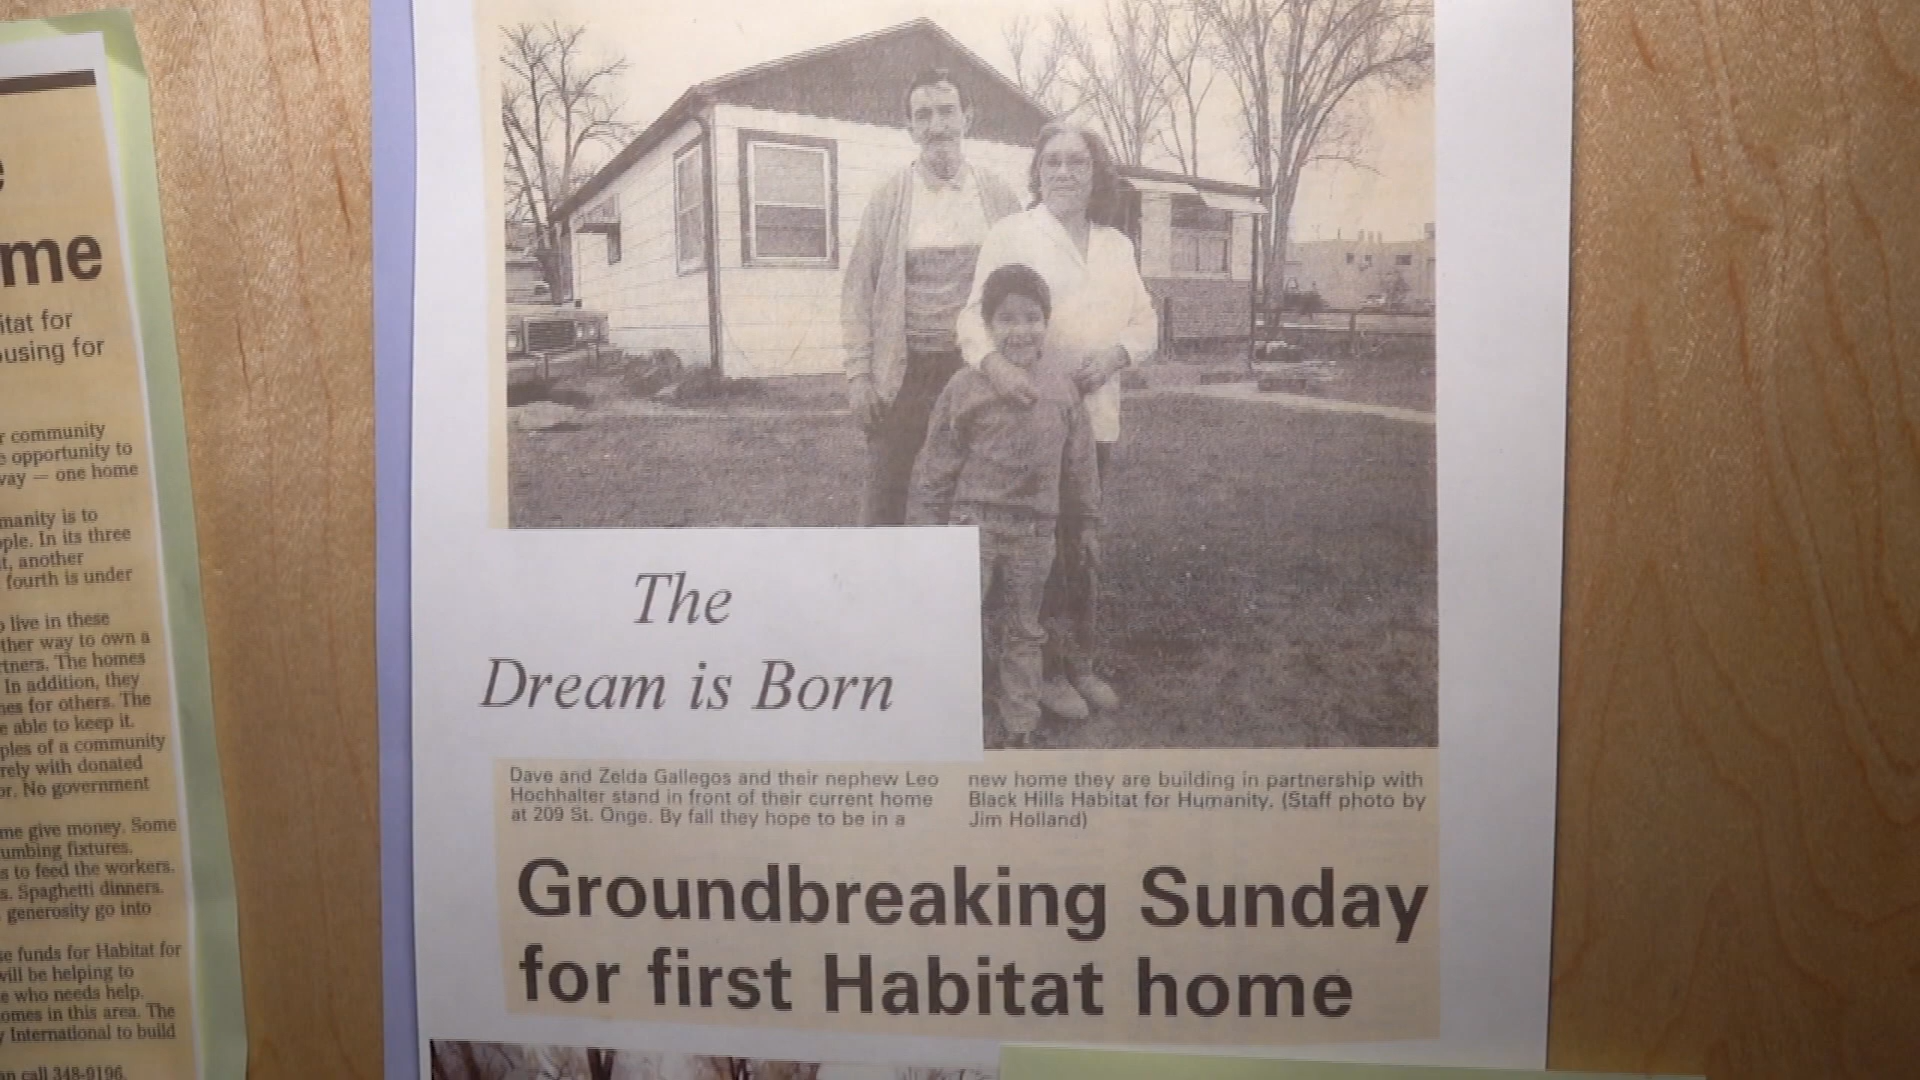 me
itat for
ousing for
r community
e opportunity to
way — one home
manity is to
ple. In its three
t, another
fourth is under
o live in these
ther way to own a
rtners. The homes
In addition, they
nes for others. The
e able to keep it.
ples of a community
rely with donated
or. No government
me give money. Some
umbing fixtures.
s to feed the workers.
s. Spaghetti dinners.
generosity go into
se funds for Habitat for
will be helping to
e who needs help.
omes in this area. The
y International to build
an call 348-9196.
The
Dream is Born
Dave and Zelda Gallegos and their nephew Leo
Hochhalter stand in front of their current home
at 209 St. Onge. By fall they hope to be in a
new home they are building in partnership with
Black Hills Habitat for Humanity. (Staff photo by
Jim Holland)
Groundbreaking Sunday
for first Habitat home